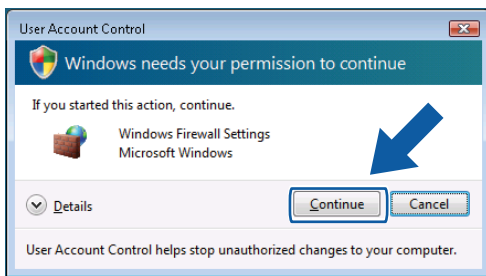 User Account Control
Windows needs your permission to continue
If you started this action, continue.
Windows Firewall Settings
Microsoft Windows
Details
Continue
Cancel
User Account Control helps stop unauthorized changes to your computer.